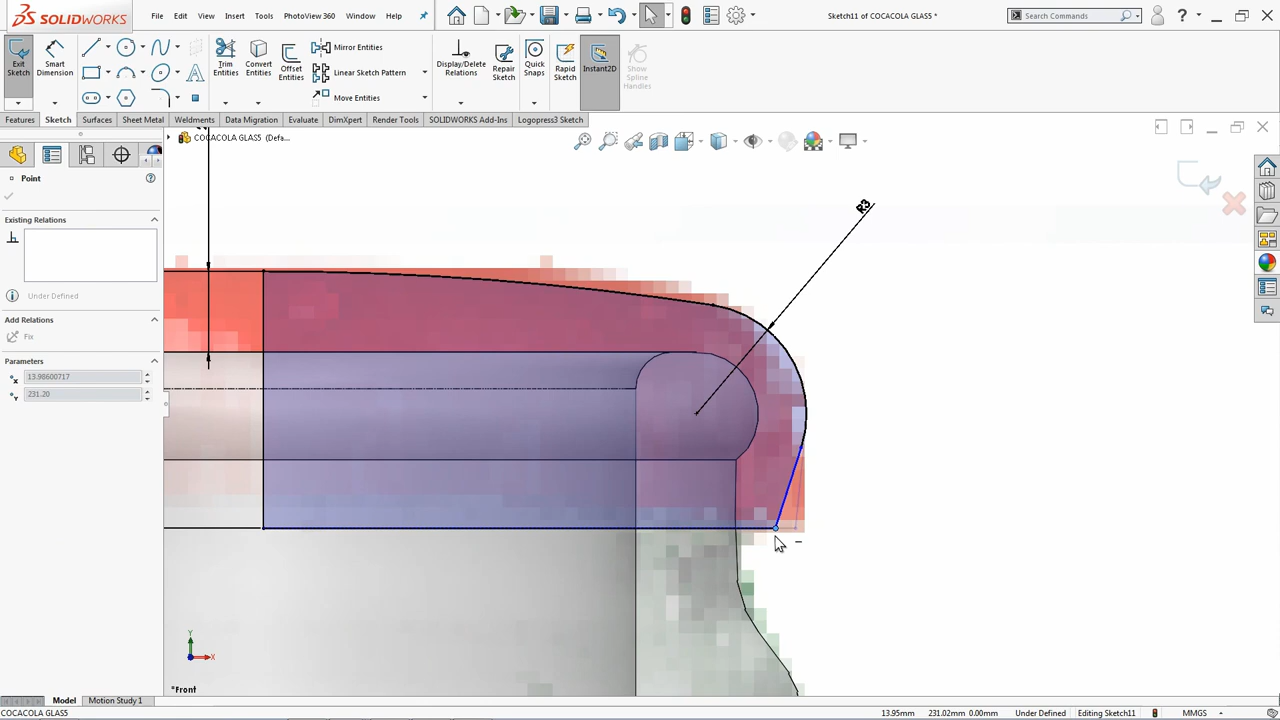 SOLIDWORKS
File Edit View Insert Tools PhotoView 360 Window Help
Sketch11 of COCACOLA GLASS *
Search Commands
Exit Sketch
Smart Dimension
Trim Entities
Convert Entities
Offset Entities
Mirror Entities
Linear Sketch Pattern
Move Entities
Display/Delete Relations
Repair Sketch
Quick Snaps
Rapid Sketch
Instant2D
Show Spline Handles
Features Sketch Surfaces Sheet Metal Weldments Data Migration Evaluate DimXpert Render Tools SOLIDWORKS Add-Ins Logopress3 Sketch
COCACOLA GLASS5 (Defa...
Point
Existing Relations
Under Defined
Add Relations
Fix
Parameters
13.98600717
231.20
R3
Y
X
*Front
Model Motion Study 1
COCACOLA GLASS5 13.95mm 231.02mm 0.00mm Under Defined Editing Sketch11 MMGS